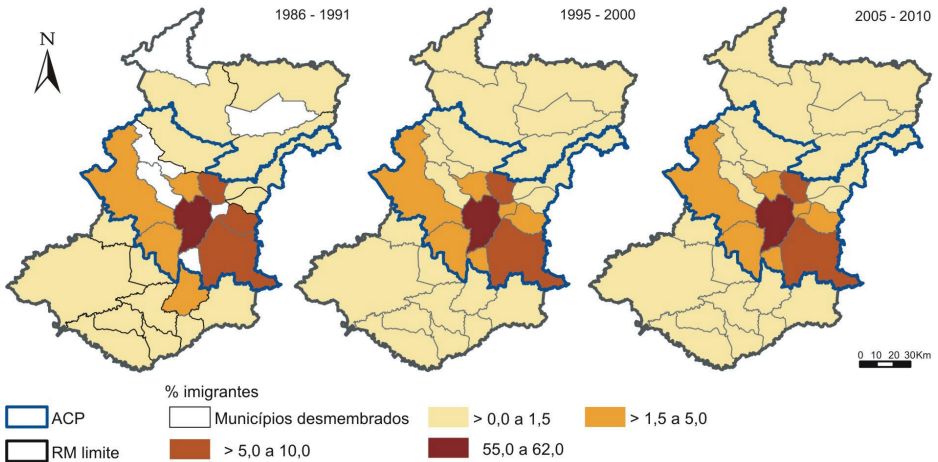 1986 - 1991 1995 - 2000 2005 - 2010
N
0 10 20 30Km
% imigrantes
ACP Municípios desmembrados > 0,0 a 1,5 > 1,5 a 5,0
RM limite > 5,0 a 10,0 55,0 a 62,0